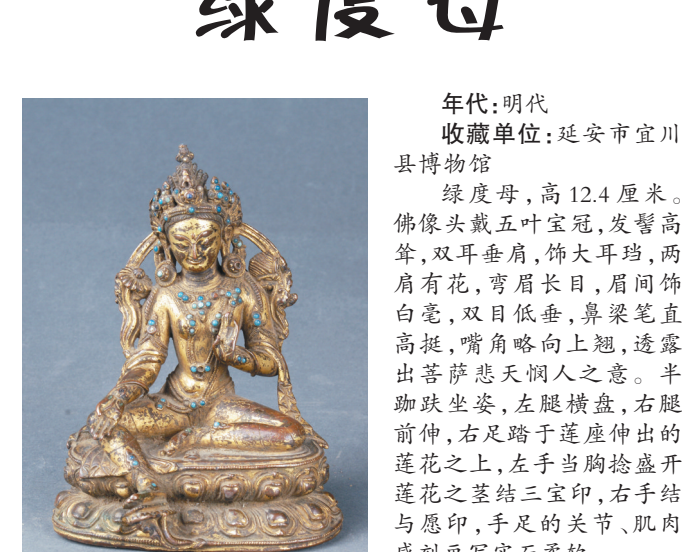 绿度母
年代:明代
收藏单位:延安市宜川
县博物馆
绿度母,高 12.4 厘米。
佛像头戴五叶宝冠,发髻高
耸,双耳垂肩,饰大耳珰,两
肩有花,弯眉长目,眉间饰
白毫,双目低垂,鼻梁笔直
高挺,嘴角略向上翘,透露
出菩萨悲天悯人之意。半
跏趺坐姿,左腿横盘,右腿
前伸,右足踏于莲座伸出的
莲花之上,左手当胸捻盛开
莲花之茎结三宝印,右手结
与愿印,手足的关节、肌肉